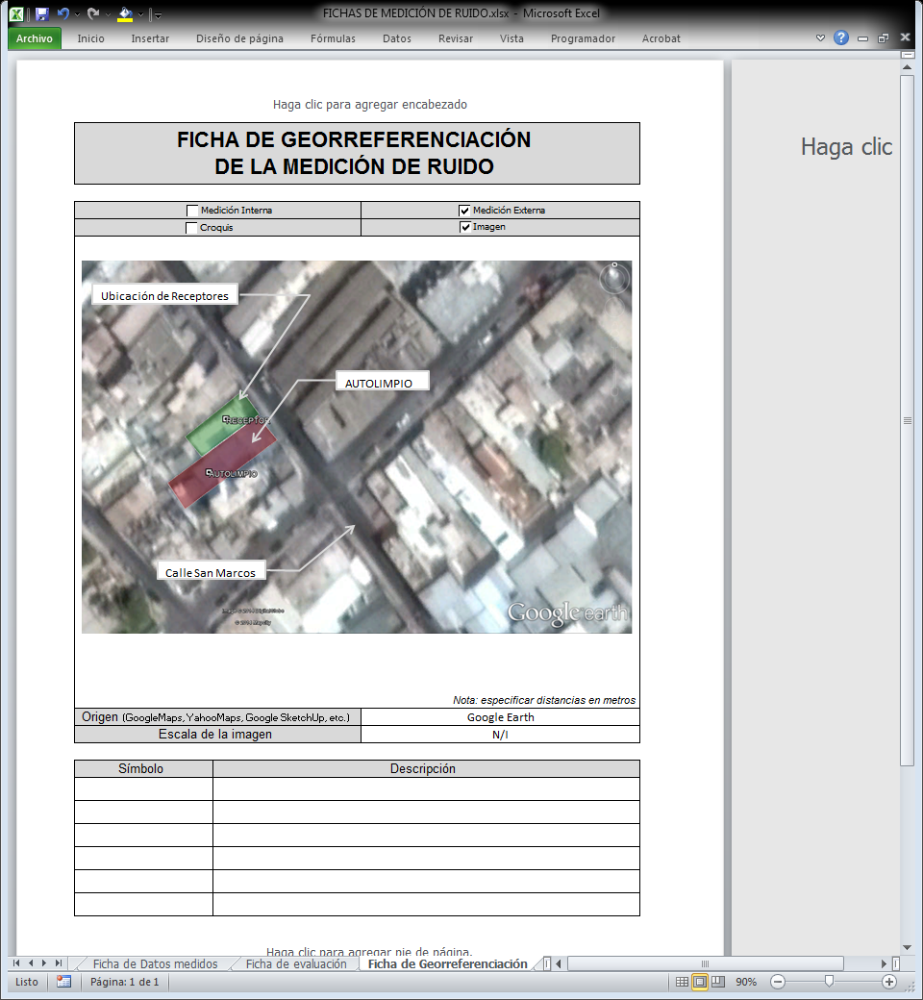 FICHAS DE MEDICIÓN DE RUIDO.xlsx - Microsoft Excel
Archivo Inicio Insertar Diseño de página Fórmulas Datos Revisar Vista Programador Acrobat
Haga clic para agregar encabezado
FICHA DE GEORREFERENCIACIÓN
DE LA MEDICIÓN DE RUIDO
Haga clic
Medición Interna Medición Externa
Croquis Imagen
Ubicación de Receptores
AUTOLIMPIO
RECEPTOR
AUTOLIMPIO
Calle San Marcos
Google earth
Nota: especificar distancias en metros
Origen (GoogleMaps, YahooMaps, Google SketchUp, etc.) Google Earth
Escala de la imagen N/I
Símbolo Descripción
Haga clic para agregar pie de página.
Ficha de Datos medidos Ficha de evaluación Ficha de Georreferenciación
Listo Página: 1 de 1 90%